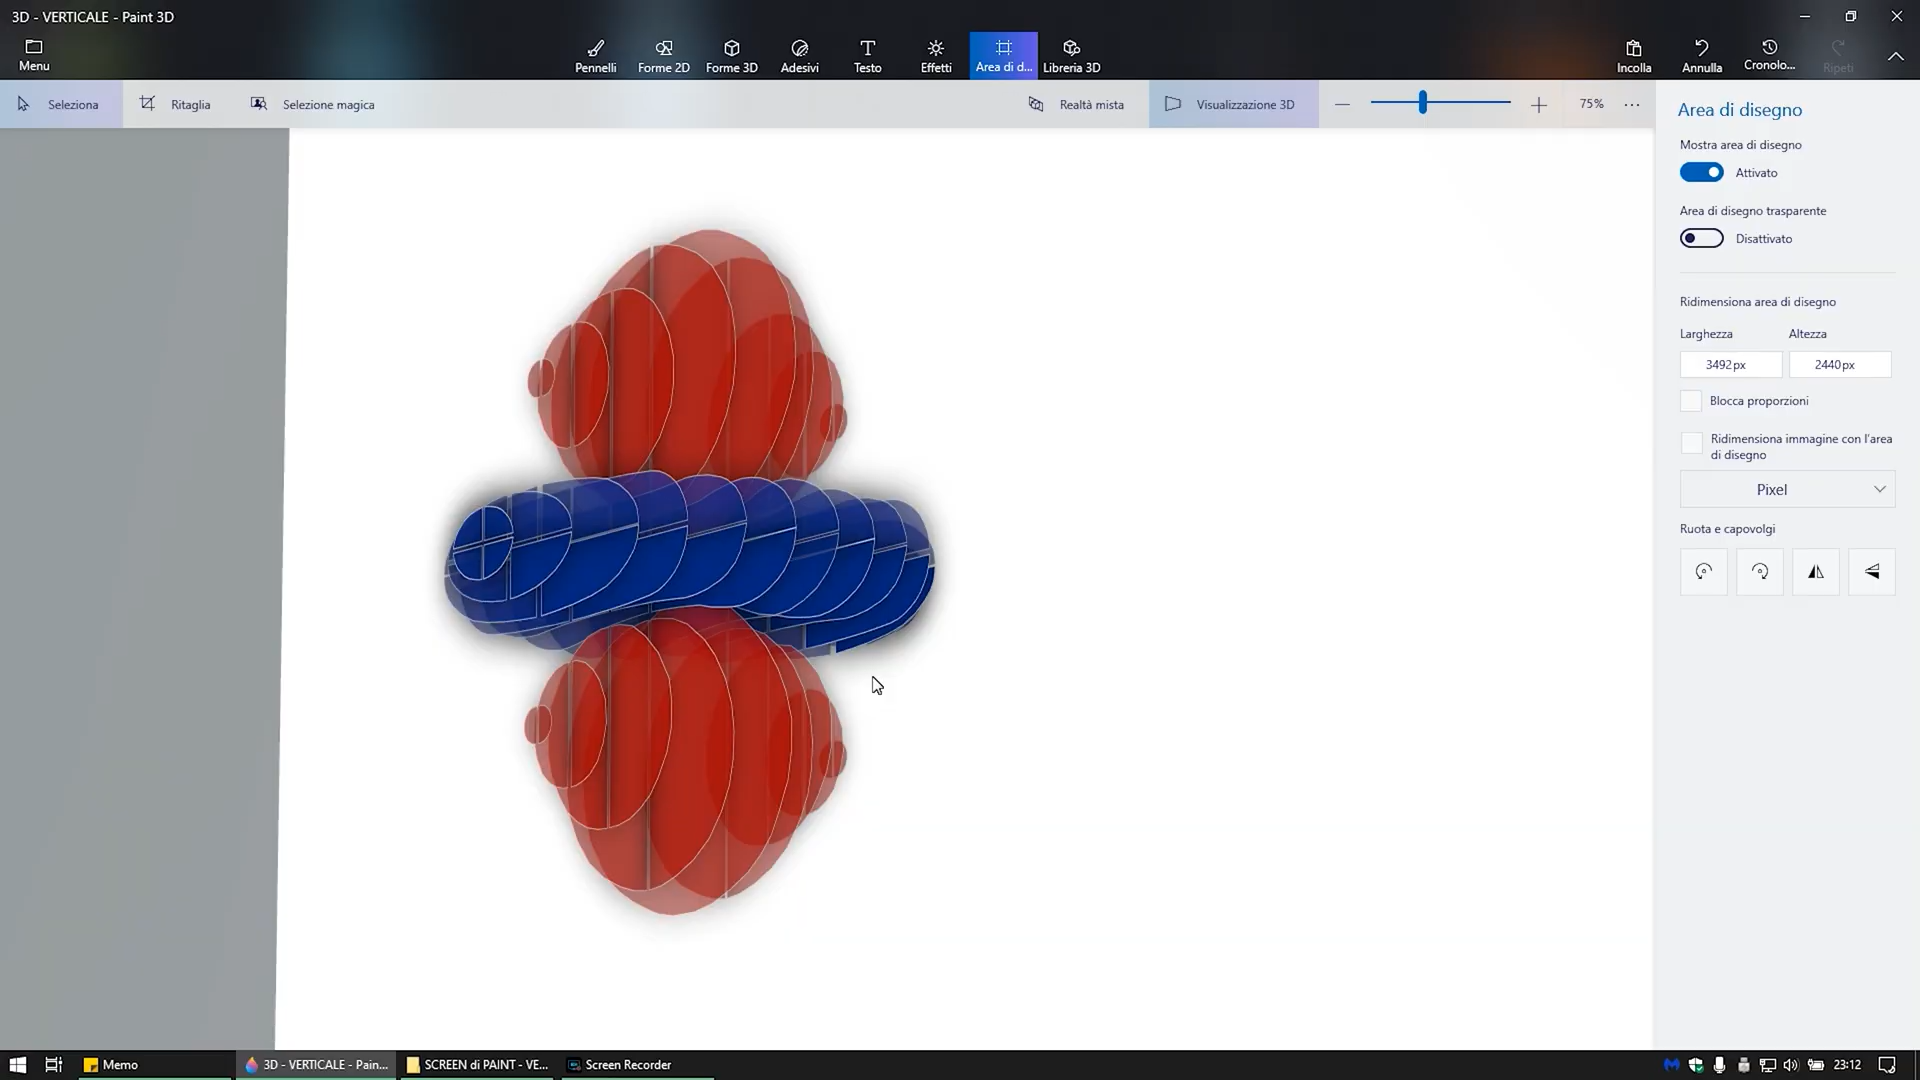 3D - VERTICALE - Paint 3D
Menu
Pennelli
Forme 2D
Forme 3D
Adesivi
Testo
Effetti
Area di d...
Libreria 3D
Incolla
Annulla
Cronolo...
Ripeti
Seleziona
Ritaglia
Selezione magica
Realtà mista
Visualizzazione 3D
75%
Area di disegno
Mostra area di disegno
Attivato
Area di disegno trasparente
Disattivato
Ridimensiona area di disegno
Larghezza Altezza
3492px 2440px
Blocca proporzioni
Ridimensiona immagine con l'area
di disegno
Pixel
Ruota e capovolgi
Memo
3D - VERTICALE - Pain...
SCREEN di PAINT - VE...
Screen Recorder
23:12